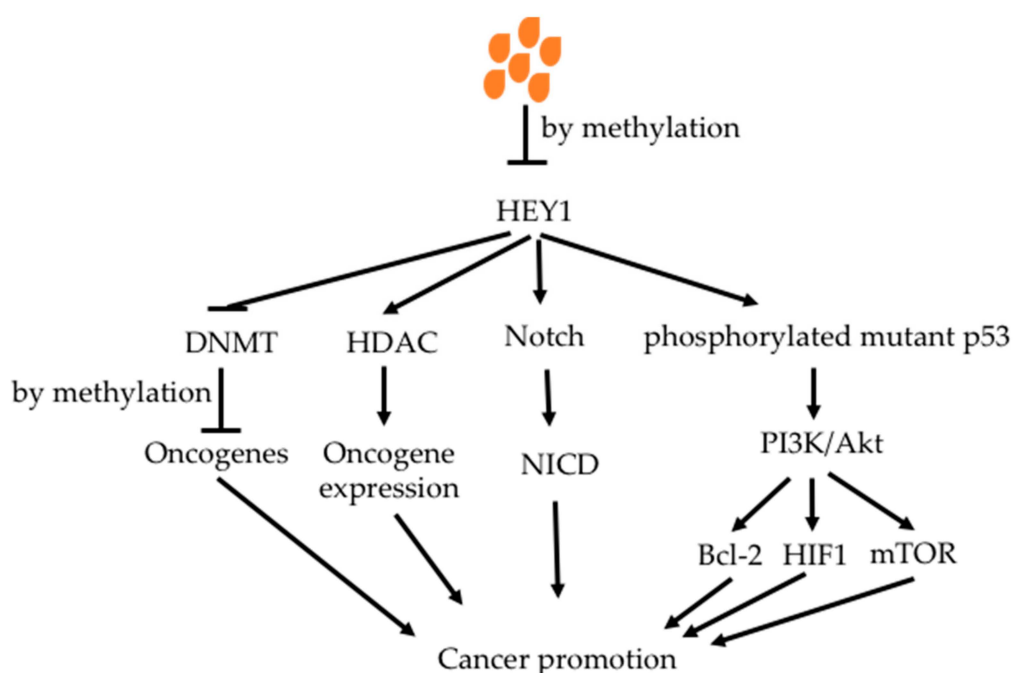 by methylation
HEY1
DNMT
HDAC
Notch
phosphorylated mutant p53
by methylation
Oncogenes
Oncogene
expression
NICD
PI3K/Akt
Bcl-2
HIF1
mTOR
Cancer promotion